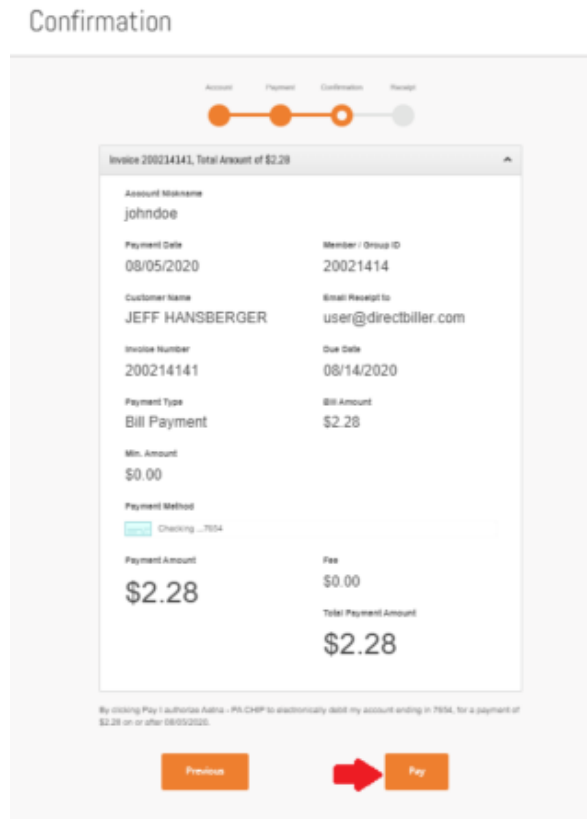 Confirmation
Account Payment Confirmation Receipt
Invoice 200214141, Total Amount of $2.28
Account Nickname
johndoe
Payment Date Member / Group ID
08/05/2020 20021414
Customer Name Email Receipt to
JEFF HANSBERGER user@directbiller.com
Invoice Number Due Date
200214141 08/14/2020
Payment Type Bill Amount
Bill Payment $2.28
Min. Amount
$0.00
Payment Method
Checking ...7654
Payment Amount Fee
$2.28 $0.00
Total Payment Amount
$2.28
By clicking Pay I authorize Aetna - PA CHIP to electronically debit my account ending in 7654, for a payment of
$2.28 on or after 08/05/2020.
Previous Pay